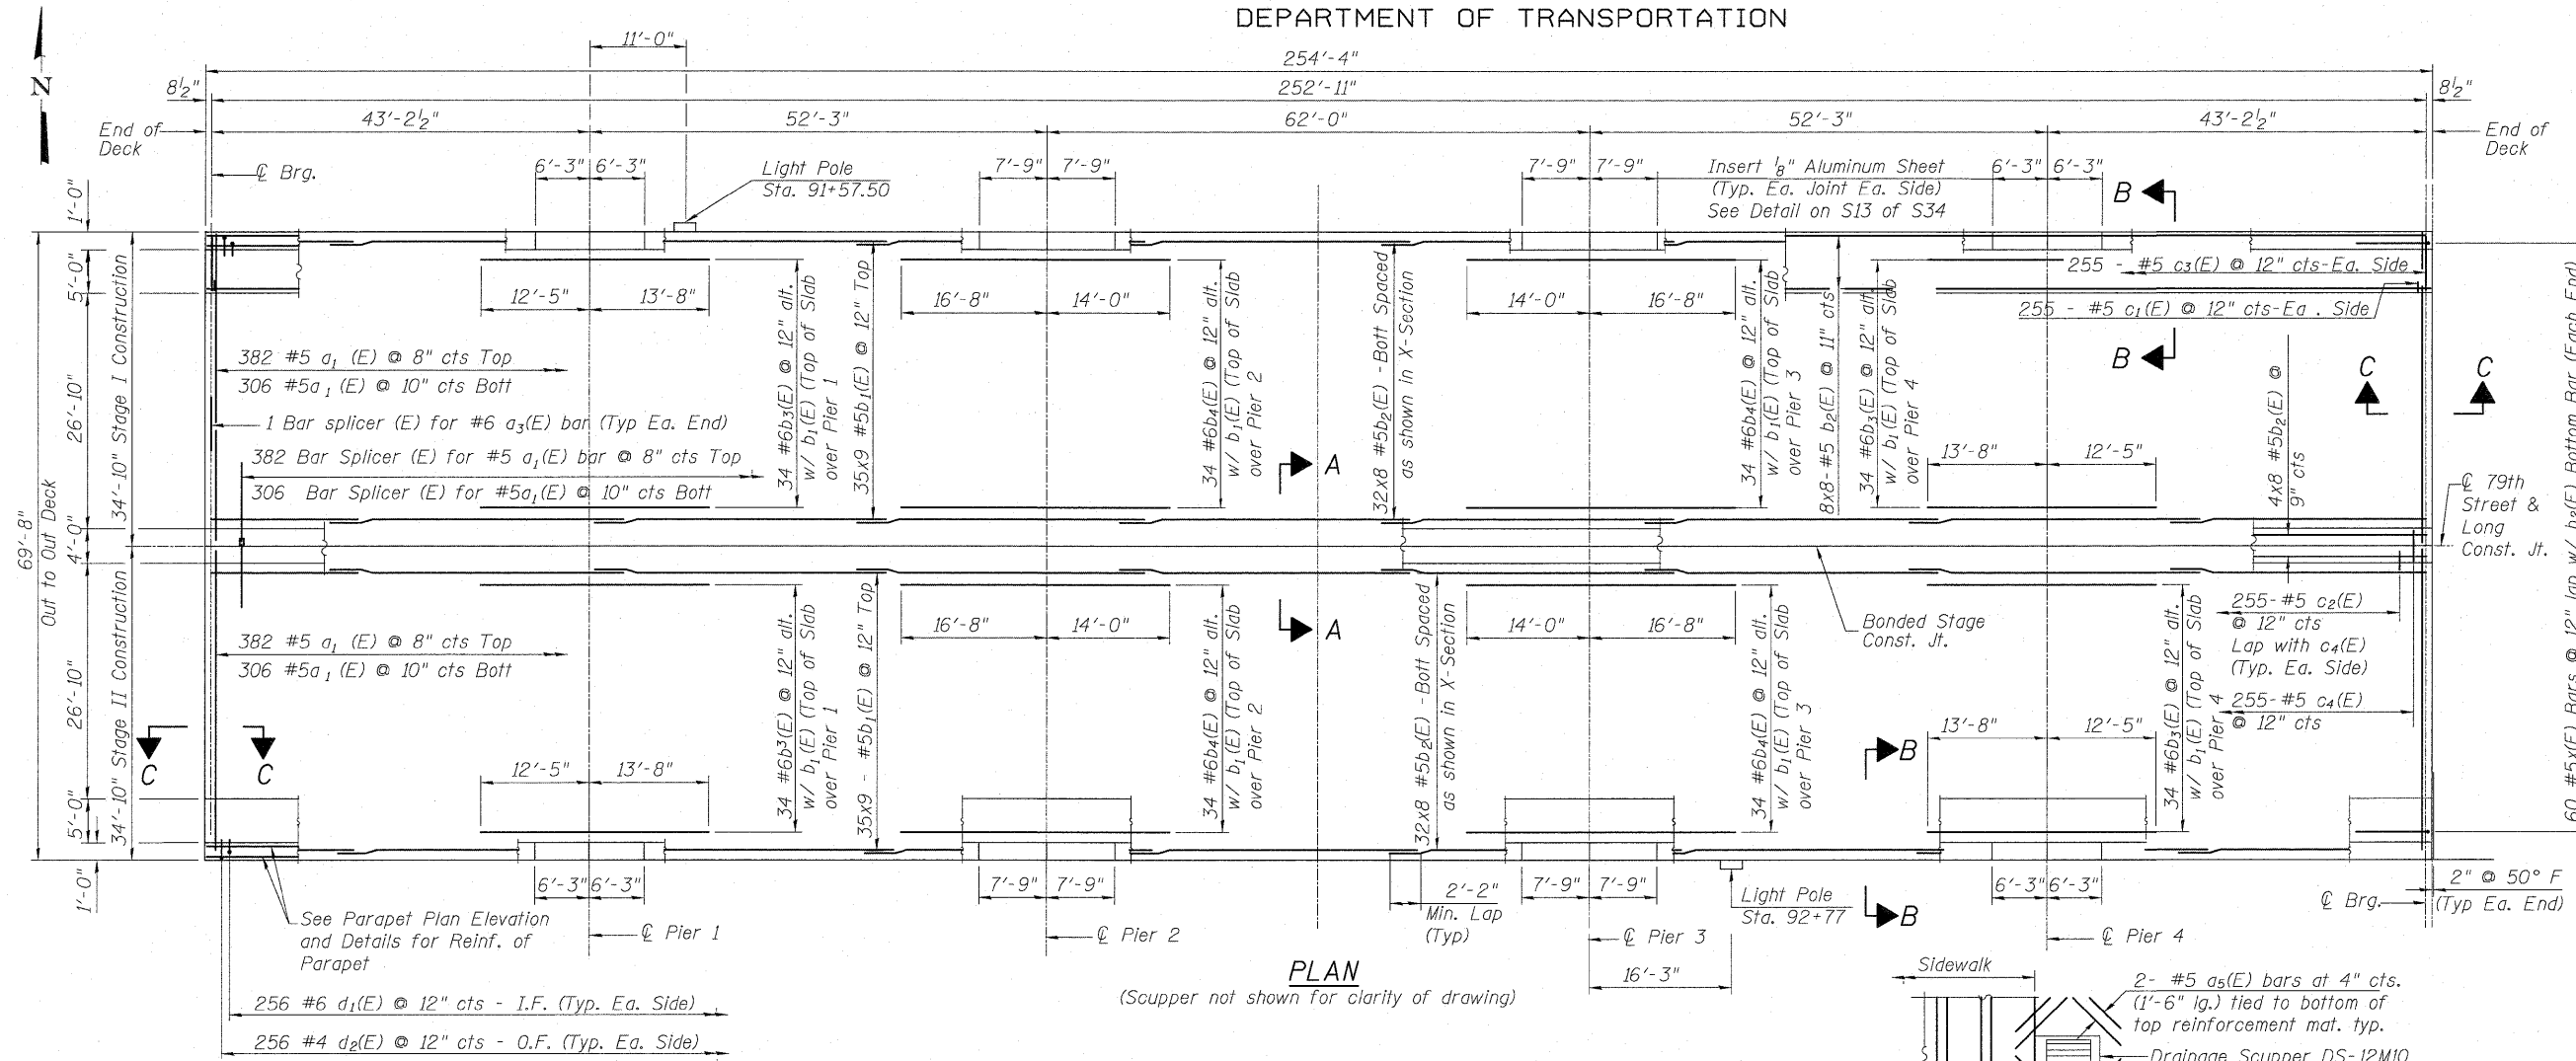 DEPARTMENT OF TRANSPORTATION
N
11'-0"
254'-4"
8½"
252'-11"
8½"
End of
Deck
43'-2½"
52'-3"
62'-0"
52'-3"
43'-2½"
End of
Deck
℄ Brg.
6'-3"
6'-3"
Light Pole
Sta. 91+57.50
7'-9"
7'-9"
7'-9"
7'-9"
Insert ⅛" Aluminum Sheet
(Typ. Ea. Joint Ea. Side)
See Detail on S13 of S34
6'-3"
6'-3"
B
1'-0"
5'-0"
26'-10"
4'-0"
26'-10"
5'-0"
1'-0"
69'-8"
Out to Out Deck
34'-10" Stage I Construction
34'-10" Stage II Construction
12'-5"
13'-8"
34 #6b3(E) @ 12" alt.
w/ b1(E) (Top of Slab
over Pier 1
35x9 #5b1(E) @ 12" Top
16'-8"
14'-0"
34 #6b4(E) @ 12" alt.
w/ b1(E) (Top of Slab
over Pier 2
32x8 #5b2(E) -Bott Spaced
as shown in X-Section
14'-0"
16'-8"
34 #6b4(E) @ 12" alt.
w/ b1(E) (Top of Slab
over Pier 3
8x8-#5 b2(E) @ 11" cts
34 #6b3(E) @ 12" alt.
w/ b1(E) (Top of Slab
over Pier 4
255 - #5 c3(E) @ 12" cts-Ea. Side
255 - #5 c1(E) @ 12" cts-Ea . Side
B
382 #5 a1 (E) @ 8" cts Top
306 #5a1 (E) @ 10" cts Bott
1 Bar splicer (E) for #6 a3(E) bar (Typ Ea. End)
382 Bar Splicer (E) for #5 a1(E) bar @ 8" cts Top
306 Bar Splicer (E) for #5a1(E) @ 10" cts Bott
A
13'-8"
12'-5"
4x8 #5b2(E) @
9" cts
C
C
℄ 79th
Street &
Long
Const. Jt.
60 #5x(E) Bars @ 12" lap w/ b2(E) Bottom Bar (Each End)
382 #5 a1 (E) @ 8" cts Top
306 #5a1 (E) @ 10" cts Bott
34 #6b3(E) @ 12" alt.
w/ b1(E) (Top of Slab
over Pier 1
35x9 - #5b1(E) @ 12" Top
16'-8"
14'-0"
34 #6b4(E) @ 12" alt.
w/ b1(E) (Top of Slab
over Pier 2
A
32x8 #5b2(E) - Bott Spaced
as shown in X-Section
14'-0"
16'-8"
34 #6b4(E) @ 12" alt.
w/ b1(E) (Top of Slab
over Pier 3
Bonded Stage
Const. Jt.
34 #6b3(E) @ 12" alt.
w/ b1(E) (Top of Slab
over Pier 4
255-#5 c2(E)
@ 12" cts
Lap with c4(E)
(Typ. Ea. Side)
255-#5 c4(E)
@ 12" cts
C
C
12'-5"
13'-8"
B
13'-8"
12'-5"
6'-3"
6'-3"
7'-9"
7'-9"
2'-2"
Min. Lap
(Typ)
7'-9"
7'-9"
Light Pole
Sta. 92+77
B
6'-3"
6'-3"
℄ Brg.
2" @ 50° F
(Typ Ea. End)
See Parapet Plan Elevation
and Details for Reinf. of
Parapet
℄ Pier 1
℄ Pier 2
℄ Pier 3
℄ Pier 4
16'-3"
PLAN
(Scupper not shown for clarity of drawing)
256 #6 d1(E) @ 12" cts - I.F. (Typ. Ea. Side)
256 #4 d2(E) @ 12" cts - O.F. (Typ. Ea. Side)
Sidewalk
2- #5 a5(E) bars at 4" cts.
(1'-6" lg.) tied to bottom of
top reinforcement mat. typ.
Drainage Scupper DS-12M10